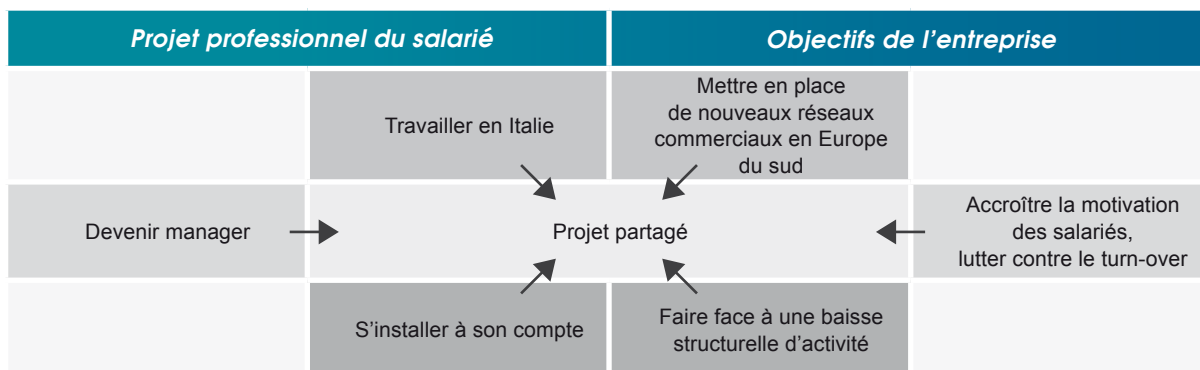 Projet professionnel du salarié
Objectifs de l’entreprise
Travailler en Italie
Mettre en place
de nouveaux réseaux
commerciaux en Europe
du sud
Devenir manager
Projet partagé
Accroître la motivation
des salariés,
lutter contre le turn-over
S’installer à son compte
Faire face à une baisse
structurelle d’activité